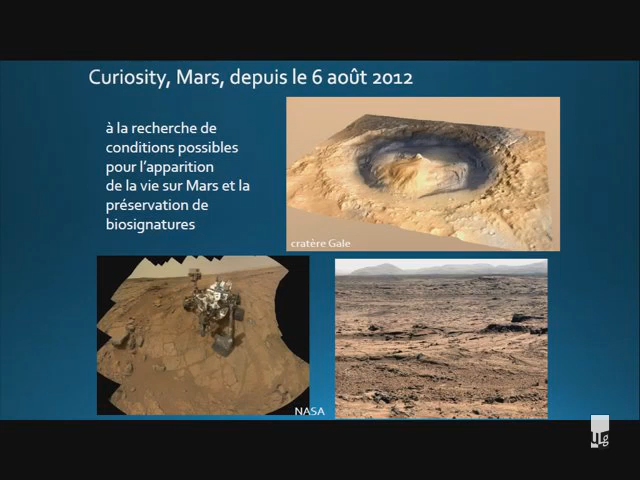 Curiosity, Mars, depuis le 6 août 2012
à la recherche de
conditions possibles
pour l'apparition
de la vie sur Mars et la
préservation de
biosignatures
cratère Gale
NASA
ULg